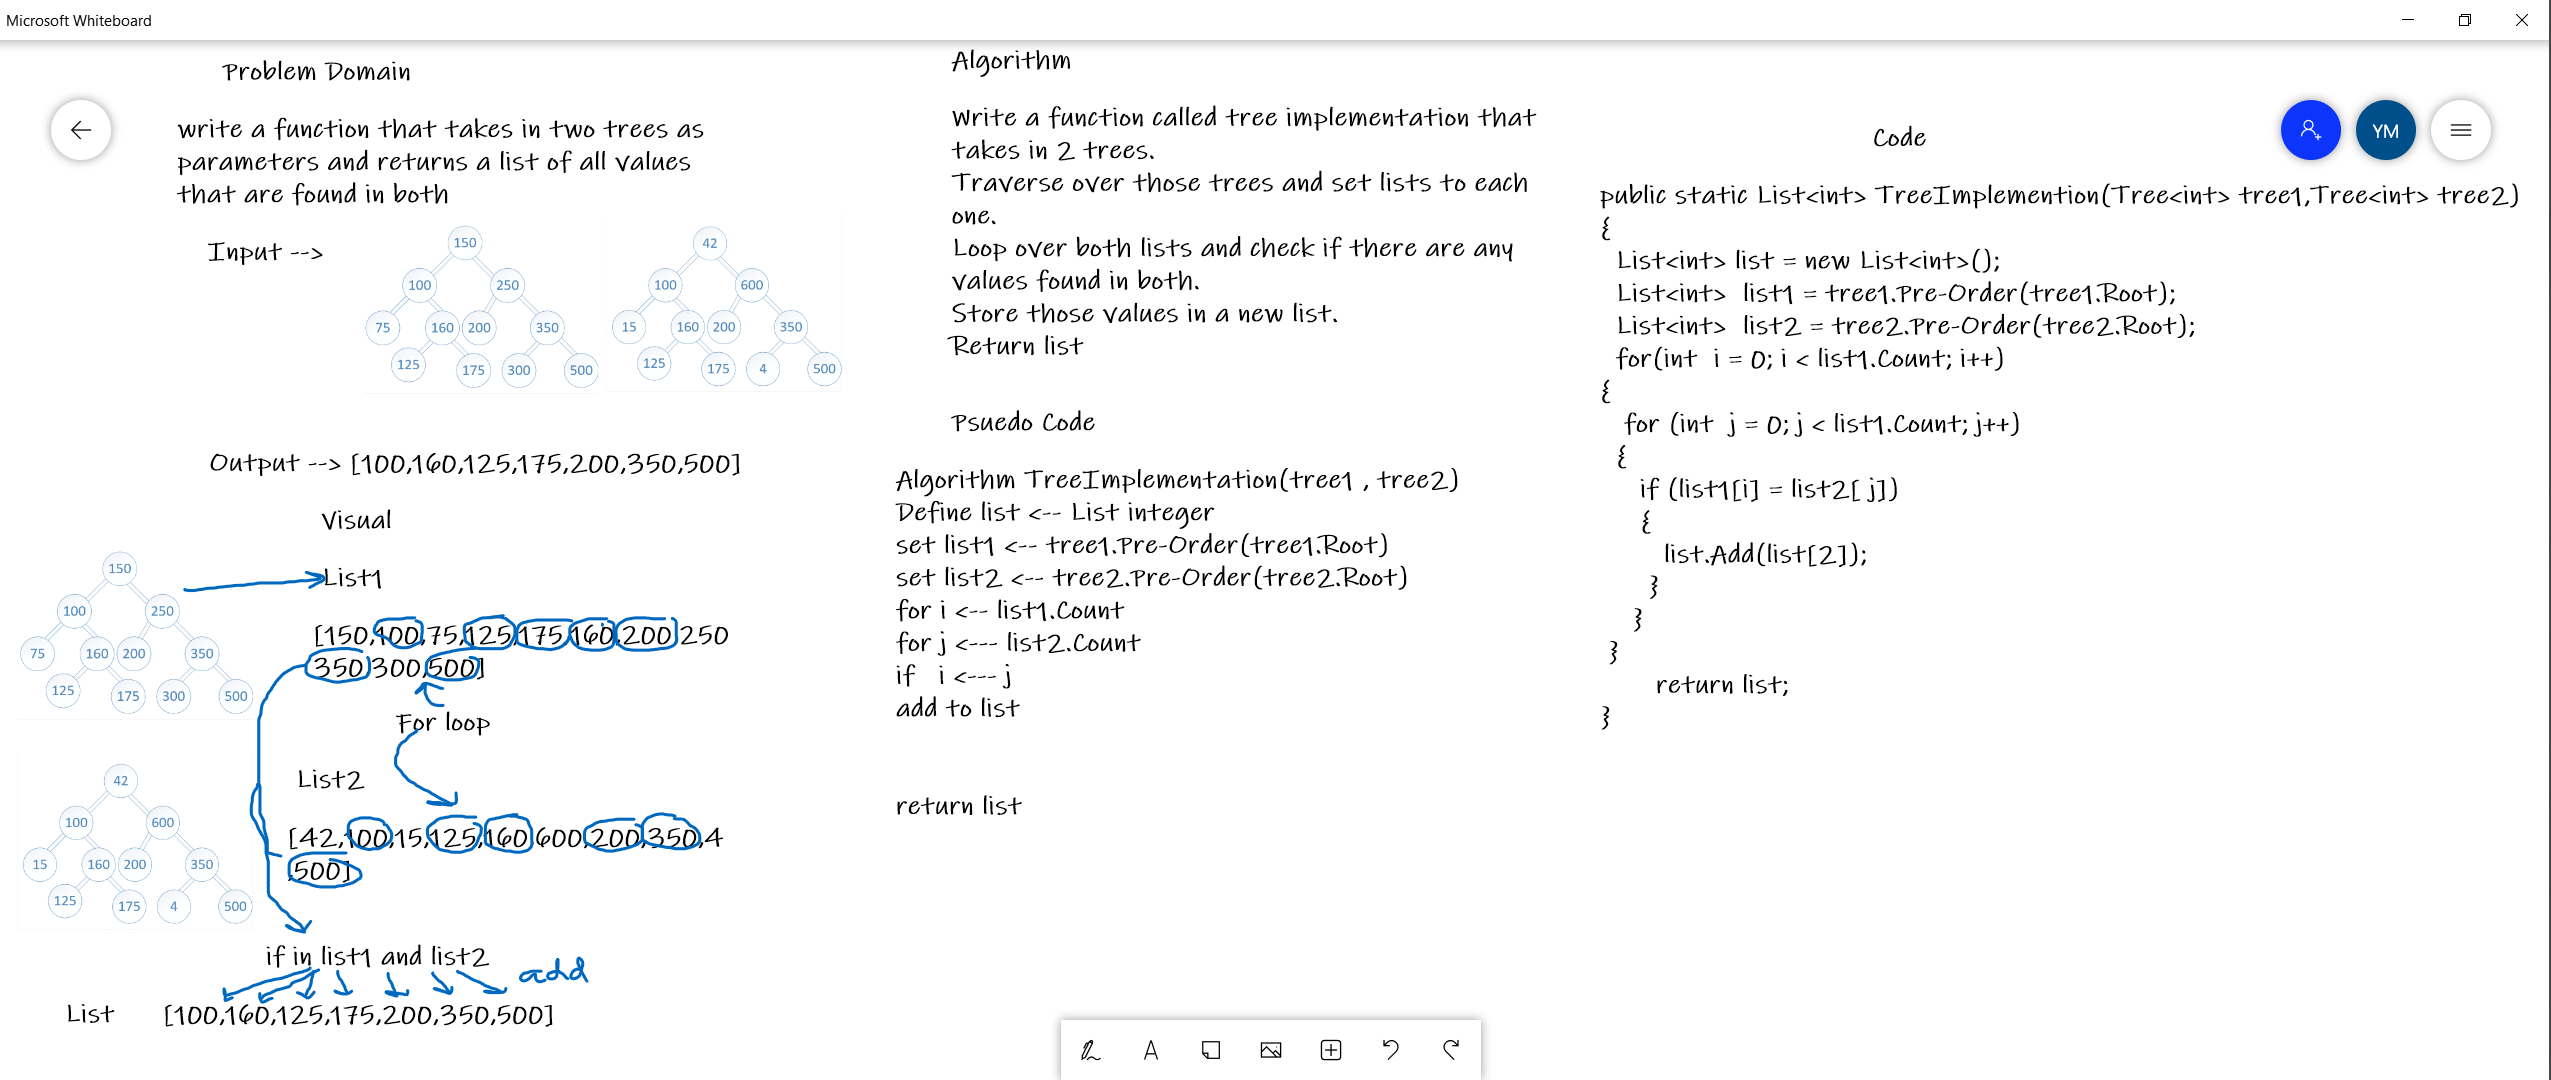 Microsoft Whiteboard
Problem Domain
write a function that takes in two trees as
parameters and returns a list of all values
that are found in both
Input -->
150
100 250
75 160 200 350
125 175 300 500
42
100 600
15 160 200 350
125 175 4 500
Output --> [100,160,125,175,200,350,500]
Visual
150
100 250
75 160 200 350
125 175 300 500
List1
[150,100,75,125,175,160,200,250
350,300,500]
For loop
List2
42
100 600
15 160 200 350
125 175 4 500
[42,100,15,125,160,600,200,350,4
,500]
if in list1 and list2
add
List [100,160,125,175,200,350,500]
Algorithm
Write a function called tree implementation that
takes in 2 trees.
Traverse over those trees and set lists to each
one.
Loop over both lists and check if there are any
values found in both.
Store those values in a new list.
Return list
Psuedo Code
Algorithm TreeImplementation(tree1 , tree2)
Define list <-- List integer
set list1 <-- tree1.Pre-Order(tree1.Root)
set list2 <-- tree2.Pre-Order(tree2.Root)
for i <-- list1.Count
for j <--- list2.Count
if i <--- j
add to list
return list
Code
YM
public static List<int> TreeImplemention(Tree<int> tree1,Tree<int> tree2)
{
List<int> list = new List<int>();
List<int> list1 = tree1.Pre-Order(tree1.Root);
List<int> list2 = tree2.Pre-Order(tree2.Root);
for(int i = 0; i < list1.Count; i++)
{
for (int j = 0; j < list1.Count; j++)
{
if (list1[i] = list2[ j])
{
list.Add(list[2]);
}
}
}
return list;
}